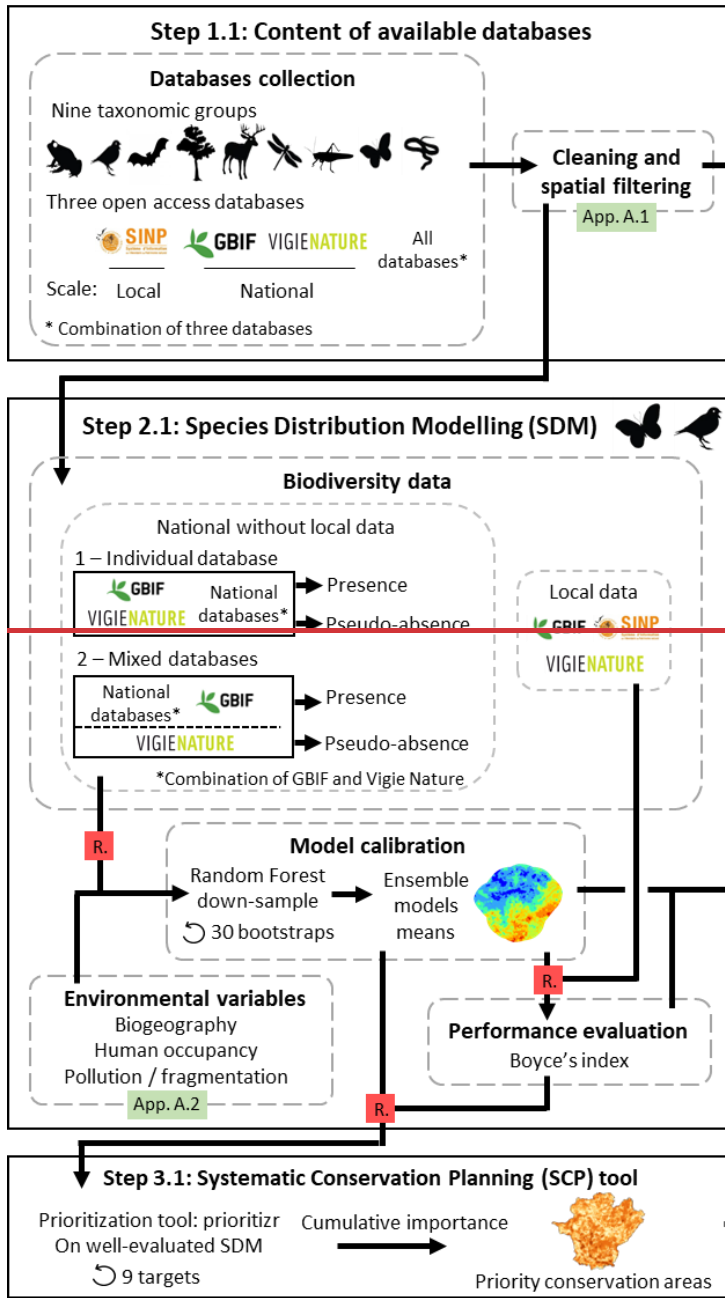 Step 1.1: Content of available databases
Databases collection
Nine taxonomic groups
Three open access databases
SINP
GBIF
VIGIENATURE
All
databases*
Scale:
Local
National
* Combination of three databases
Cleaning and
spatial filtering
App. A.1
Step 2.1: Species Distribution Modelling (SDM)
Biodiversity data
National without local data
1 – Individual database
GBIF
VIGIENATURE
National
databases*
Presence
Pseudo-absence
2 – Mixed databases
National
databases*
GBIF
VIGIENATURE
Presence
Pseudo-absence
*Combination of GBIF and Vigie Nature
Local data
GBIF
SINP
VIGIENATURE
R.
Model calibration
Random Forest
down-sample
30 bootstraps
Ensemble
models
means
R.
Environmental variables
Biogeography
Human occupancy
Pollution / fragmentation
App. A.2
Performance evaluation
Boyce's index
R.
Step 3.1: Systematic Conservation Planning (SCP) tool
Prioritization tool: prioritizr
On well-evaluated SDM
9 targets
Cumulative importance
Priority conservation areas